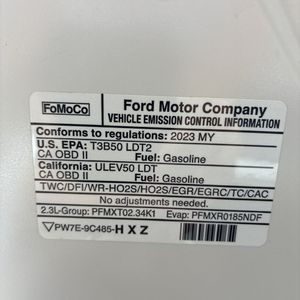 FoMoCo
Ford Motor Company
VEHICLE EMISSION CONTROL INFORMATION
Conforms to regulations: 2023 MY
U.S. EPA: T3B50 LDT2
CA OBD II Fuel: Gasoline
California: ULEV50 LDT
CA OBD II Fuel: Gasoline
TWC/DFI/WR-HO2S/HO2S/EGR/EGRC/TC/CAC
No adjustments needed.
2.3L-Group: PFMXT02.34K1 Evap: PFMXR0185NDF
PW7E-9C485-HXZ